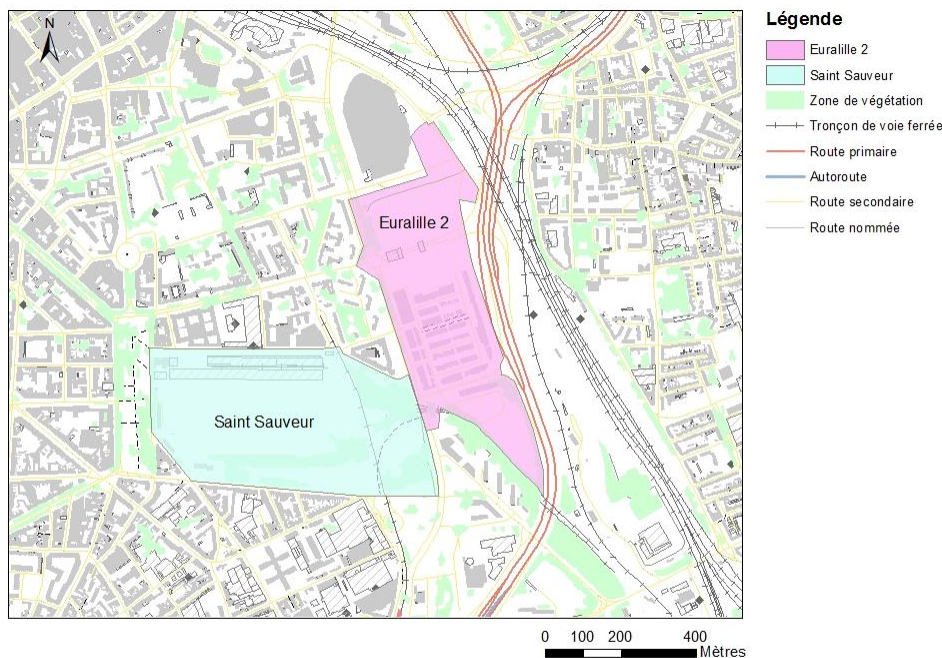 N
Euralille 2
Saint Sauveur
Légende
Euralille 2
Saint Sauveur
Zone de végétation
Tronçon de voie ferrée
Route primaire
Autoroute
Route secondaire
Route nommée
0 100 200 400
Mètres